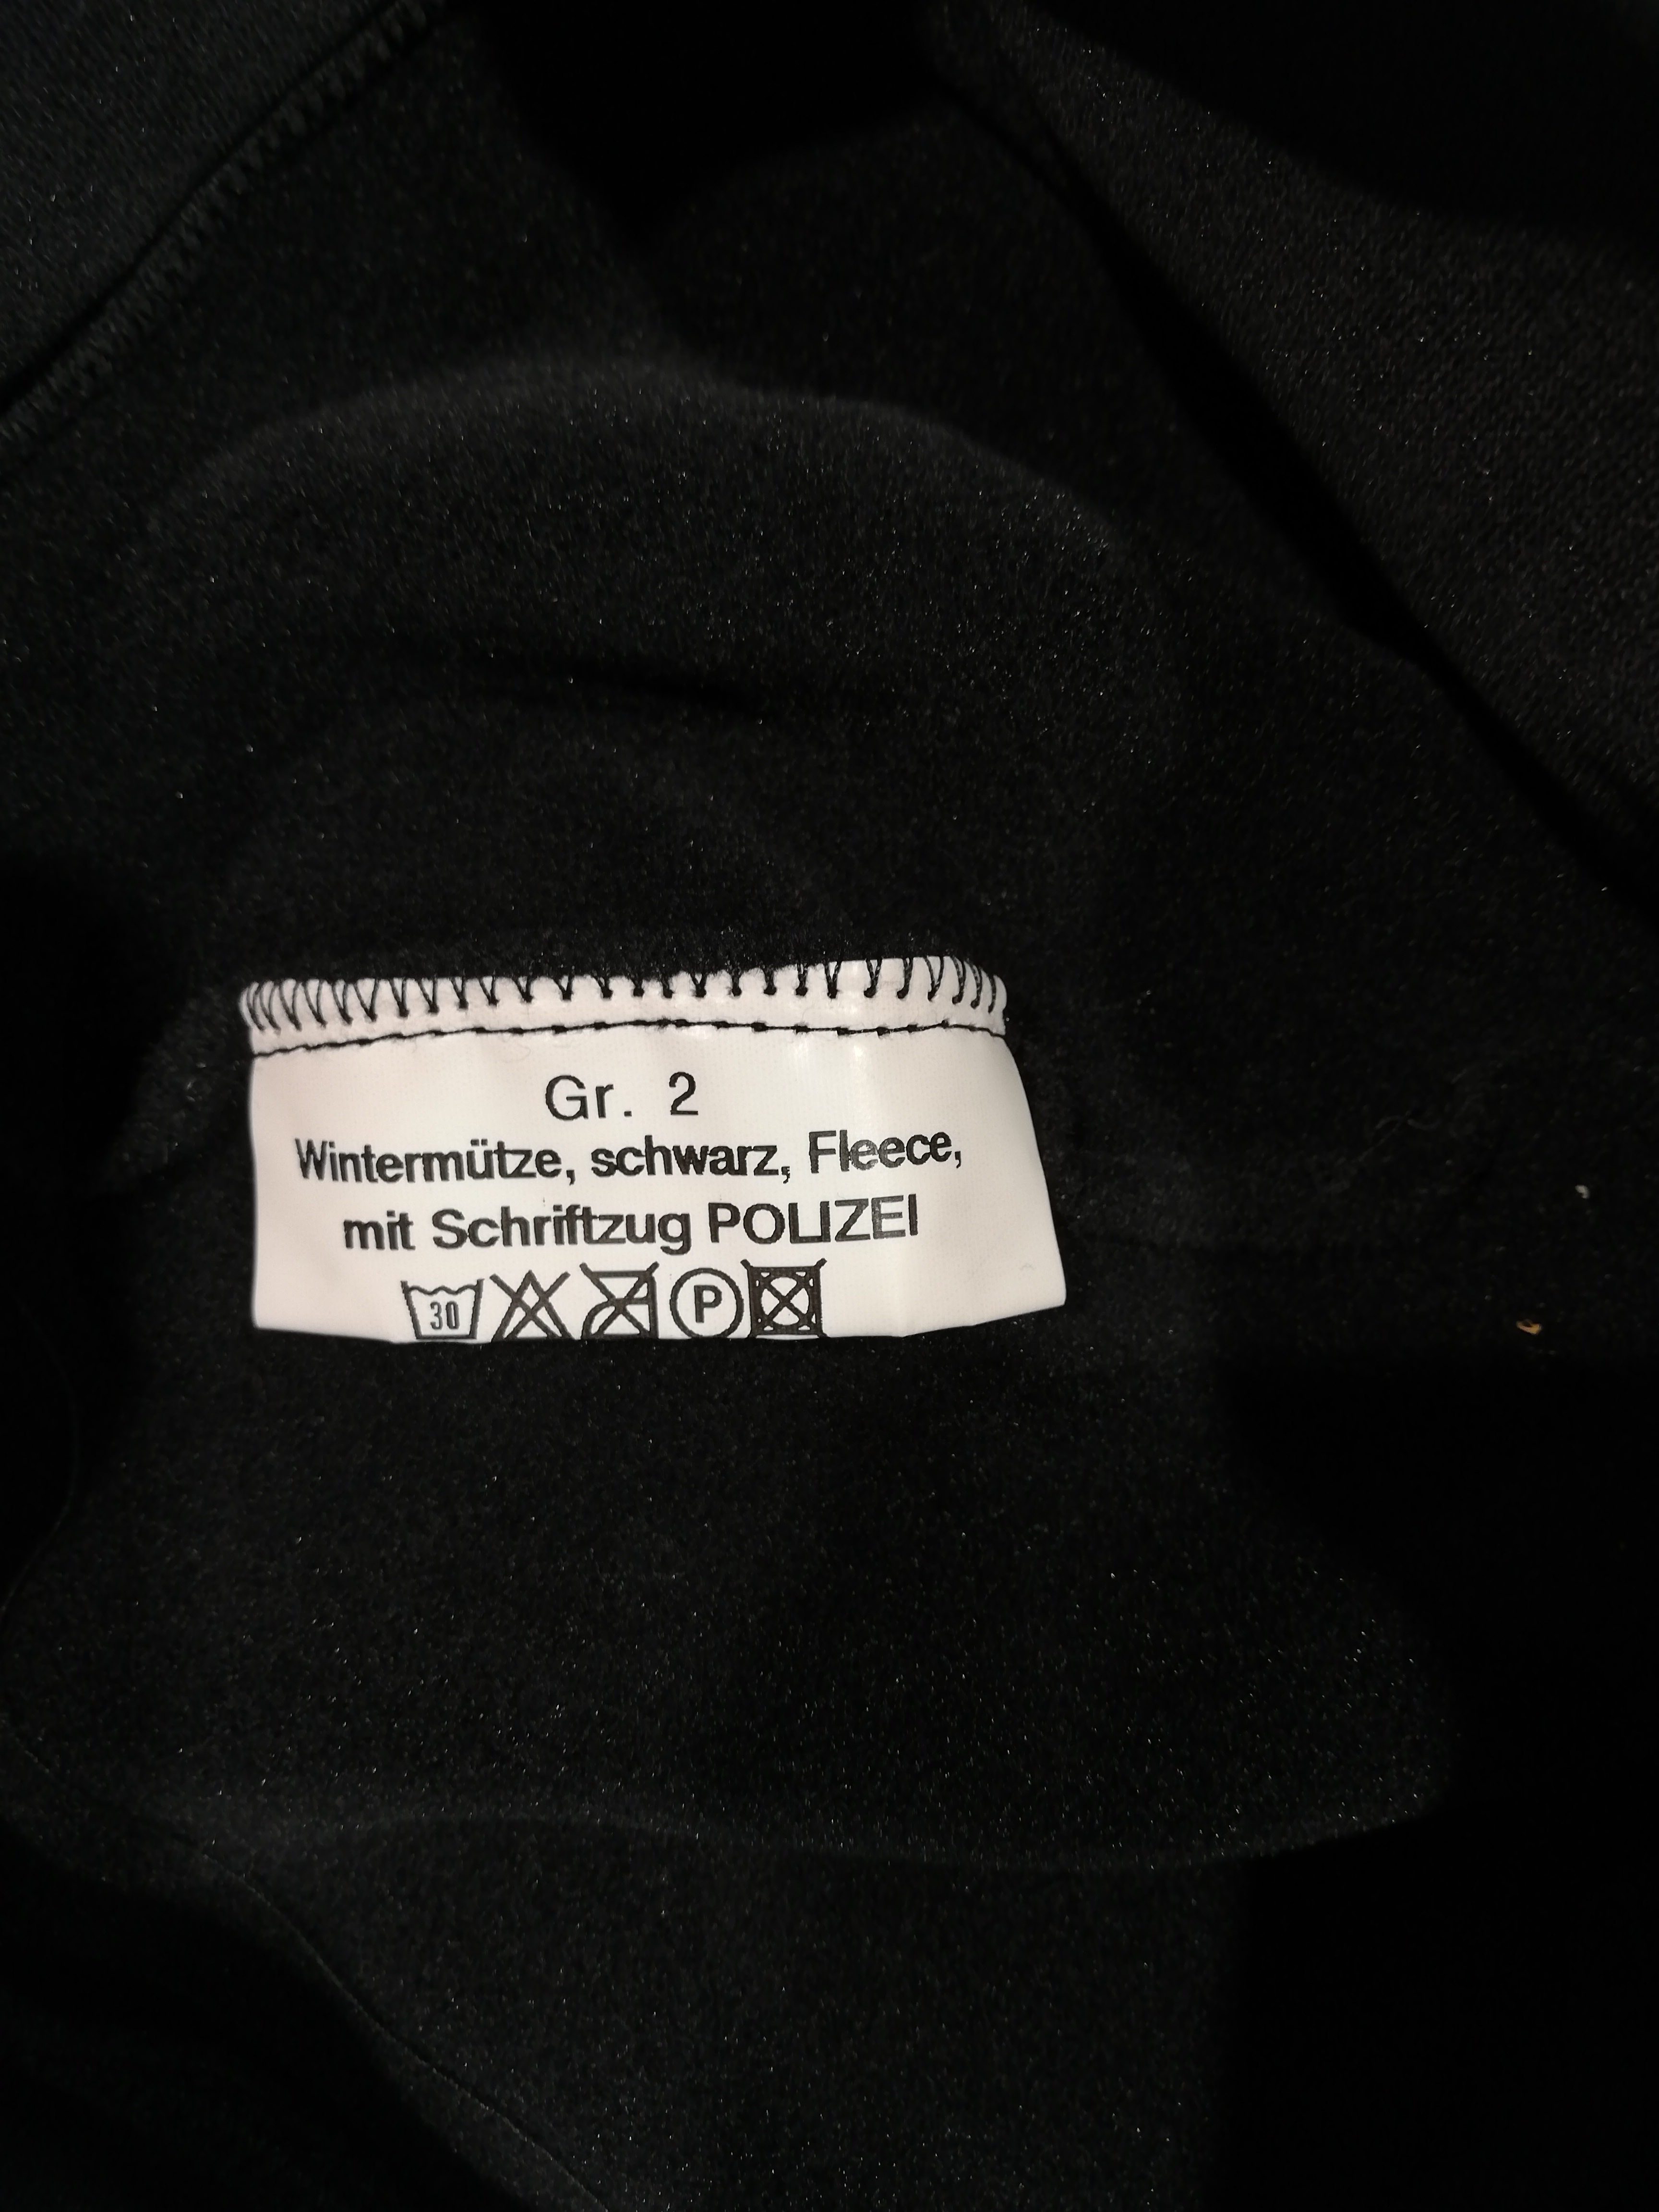 Gr. 2
Wintermütze, schwarz, Fleece,
mit Schriftzug POLIZEI
30 P